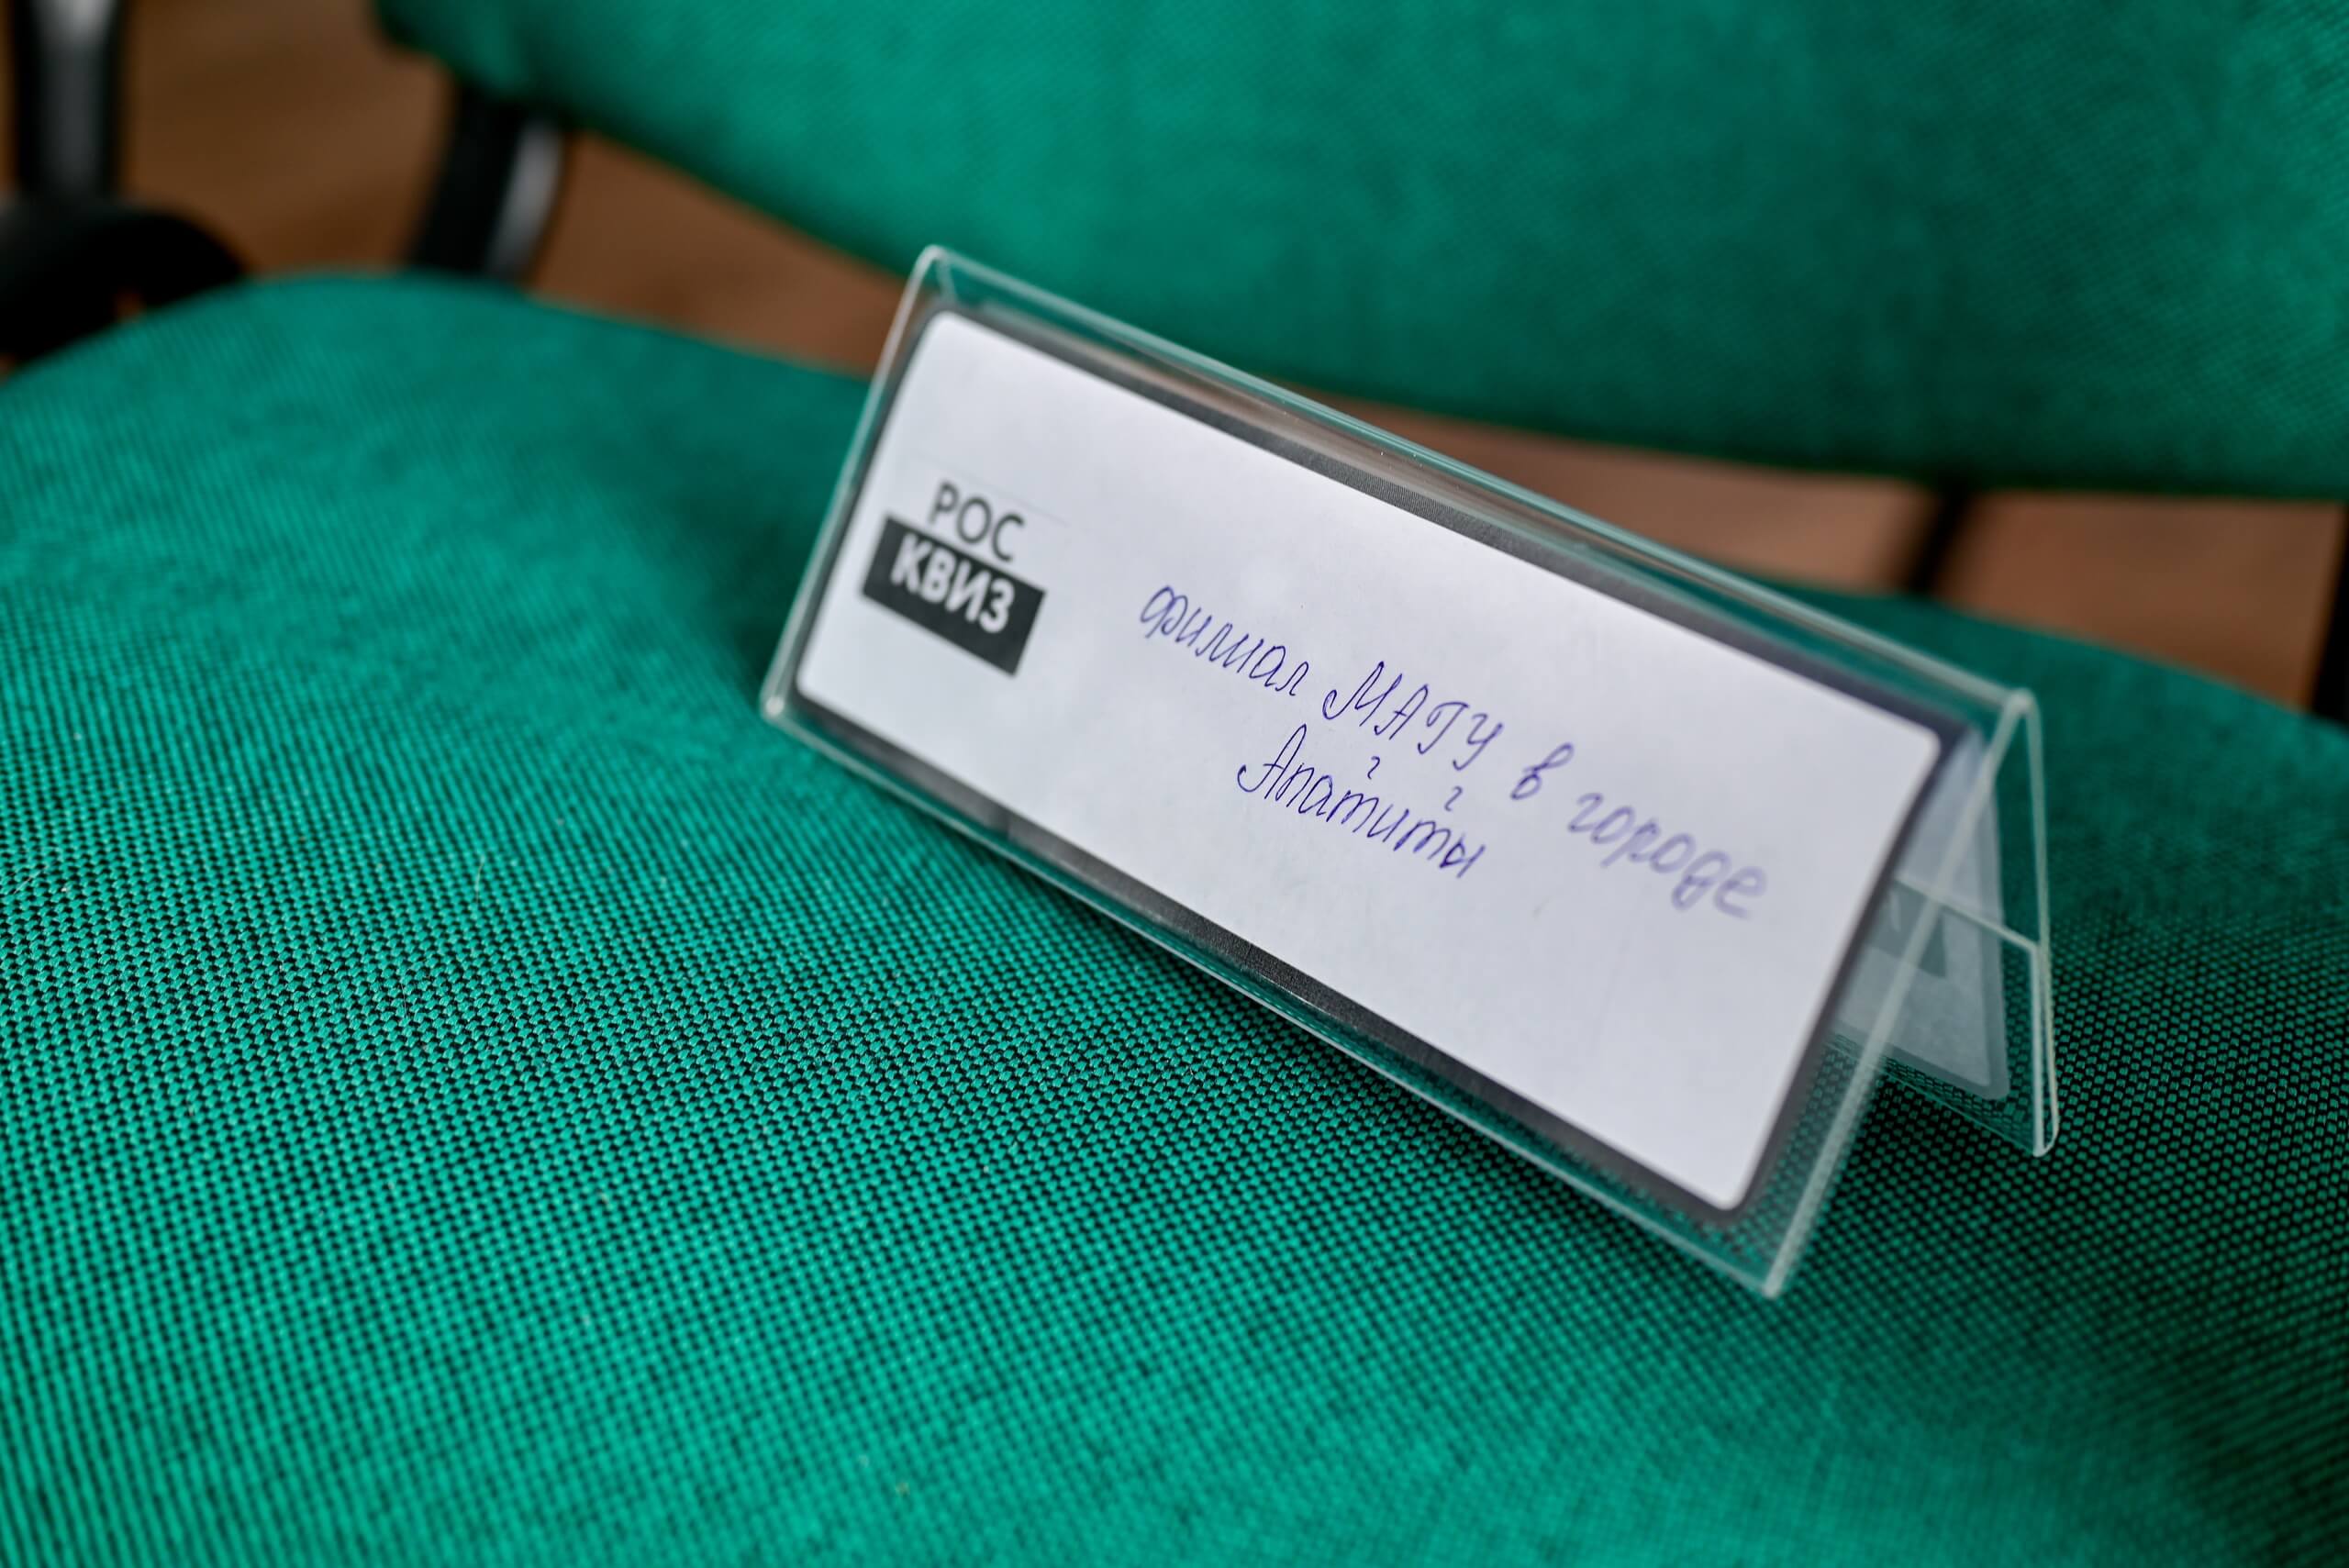 РОС
КВИЗ
филиал МАГУ в городе
Апатиты